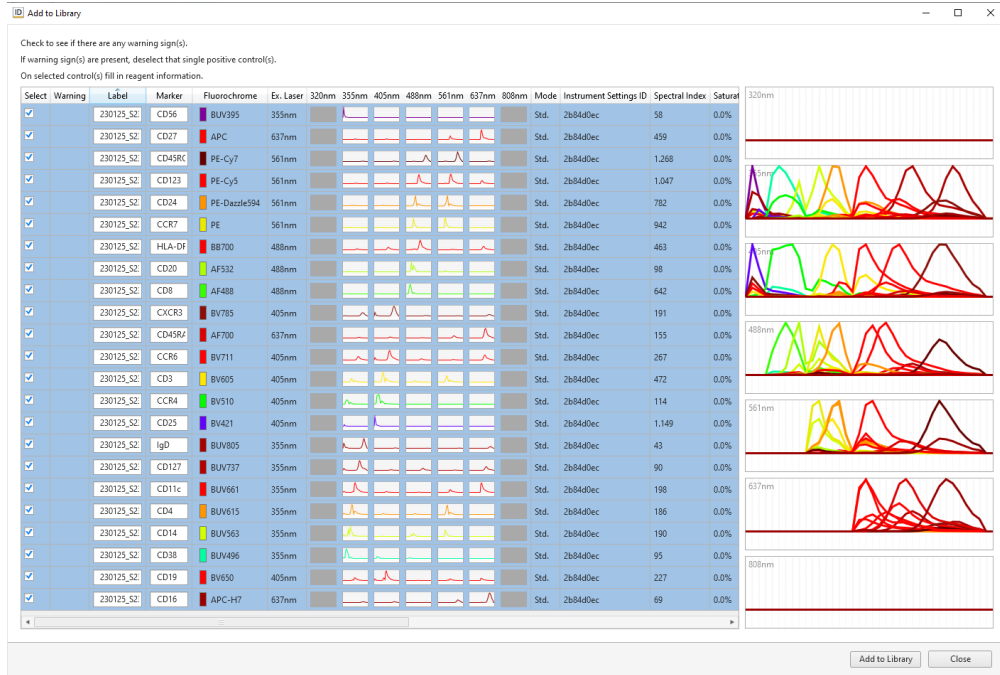 ID Add to Library
Check to see if there are any warning sign(s).
If warning sign(s) are present, deselect that single positive control(s).
On selected control(s) fill in reagent information.
Select Warning Label Marker Fluorochrome Ex. Laser 320nm 355nm 405nm 488nm 561nm 637nm 808nm Mode Instrument Settings ID Spectral Index Saturat
230125_S2 CD56 BUV395 355nm Std. 2b84d0ec 58 0.0%
230125_S2 CD27 APC 637nm Std. 2b84d0ec 459 0.0%
230125_S2 CD45RC PE-Cy7 561nm Std. 2b84d0ec 1.268 0.0%
230125_S2 CD123 PE-Cy5 561nm Std. 2b84d0ec 1.047 0.0%
230125_S2 CD24 PE-Dazzle594 561nm Std. 2b84d0ec 782 0.0%
230125_S2 CCR7 PE 561nm Std. 2b84d0ec 942 0.0%
230125_S2 HLA-DF BB700 488nm Std. 2b84d0ec 463 0.0%
230125_S2 CD20 AF532 488nm Std. 2b84d0ec 98 0.0%
230125_S2 CD8 AF488 488nm Std. 2b84d0ec 642 0.0%
230125_S2 CXCR3 BV785 405nm Std. 2b84d0ec 191 0.0%
230125_S2 CD45RA AF700 637nm Std. 2b84d0ec 155 0.0%
230125_S2 CCR6 BV711 405nm Std. 2b84d0ec 267 0.0%
230125_S2 CD3 BV605 405nm Std. 2b84d0ec 472 0.0%
230125_S2 CCR4 BV510 405nm Std. 2b84d0ec 114 0.0%
230125_S2 CD25 BV421 405nm Std. 2b84d0ec 1.149 0.0%
230125_S2 IgD BUV805 355nm Std. 2b84d0ec 43 0.0%
230125_S2 CD127 BUV737 355nm Std. 2b84d0ec 90 0.0%
230125_S2 CD11c BUV661 355nm Std. 2b84d0ec 198 0.0%
230125_S2 CD4 BUV615 355nm Std. 2b84d0ec 186 0.0%
230125_S2 CD14 BUV563 355nm Std. 2b84d0ec 190 0.0%
230125_S2 CD38 BUV496 355nm Std. 2b84d0ec 95 0.0%
230125_S2 CD19 BV650 405nm Std. 2b84d0ec 227 0.0%
230125_S2 CD16 APC-H7 637nm Std. 2b84d0ec 69 0.0%
320nm
488nm
561nm
637nm
808nm
Add to Library
Close